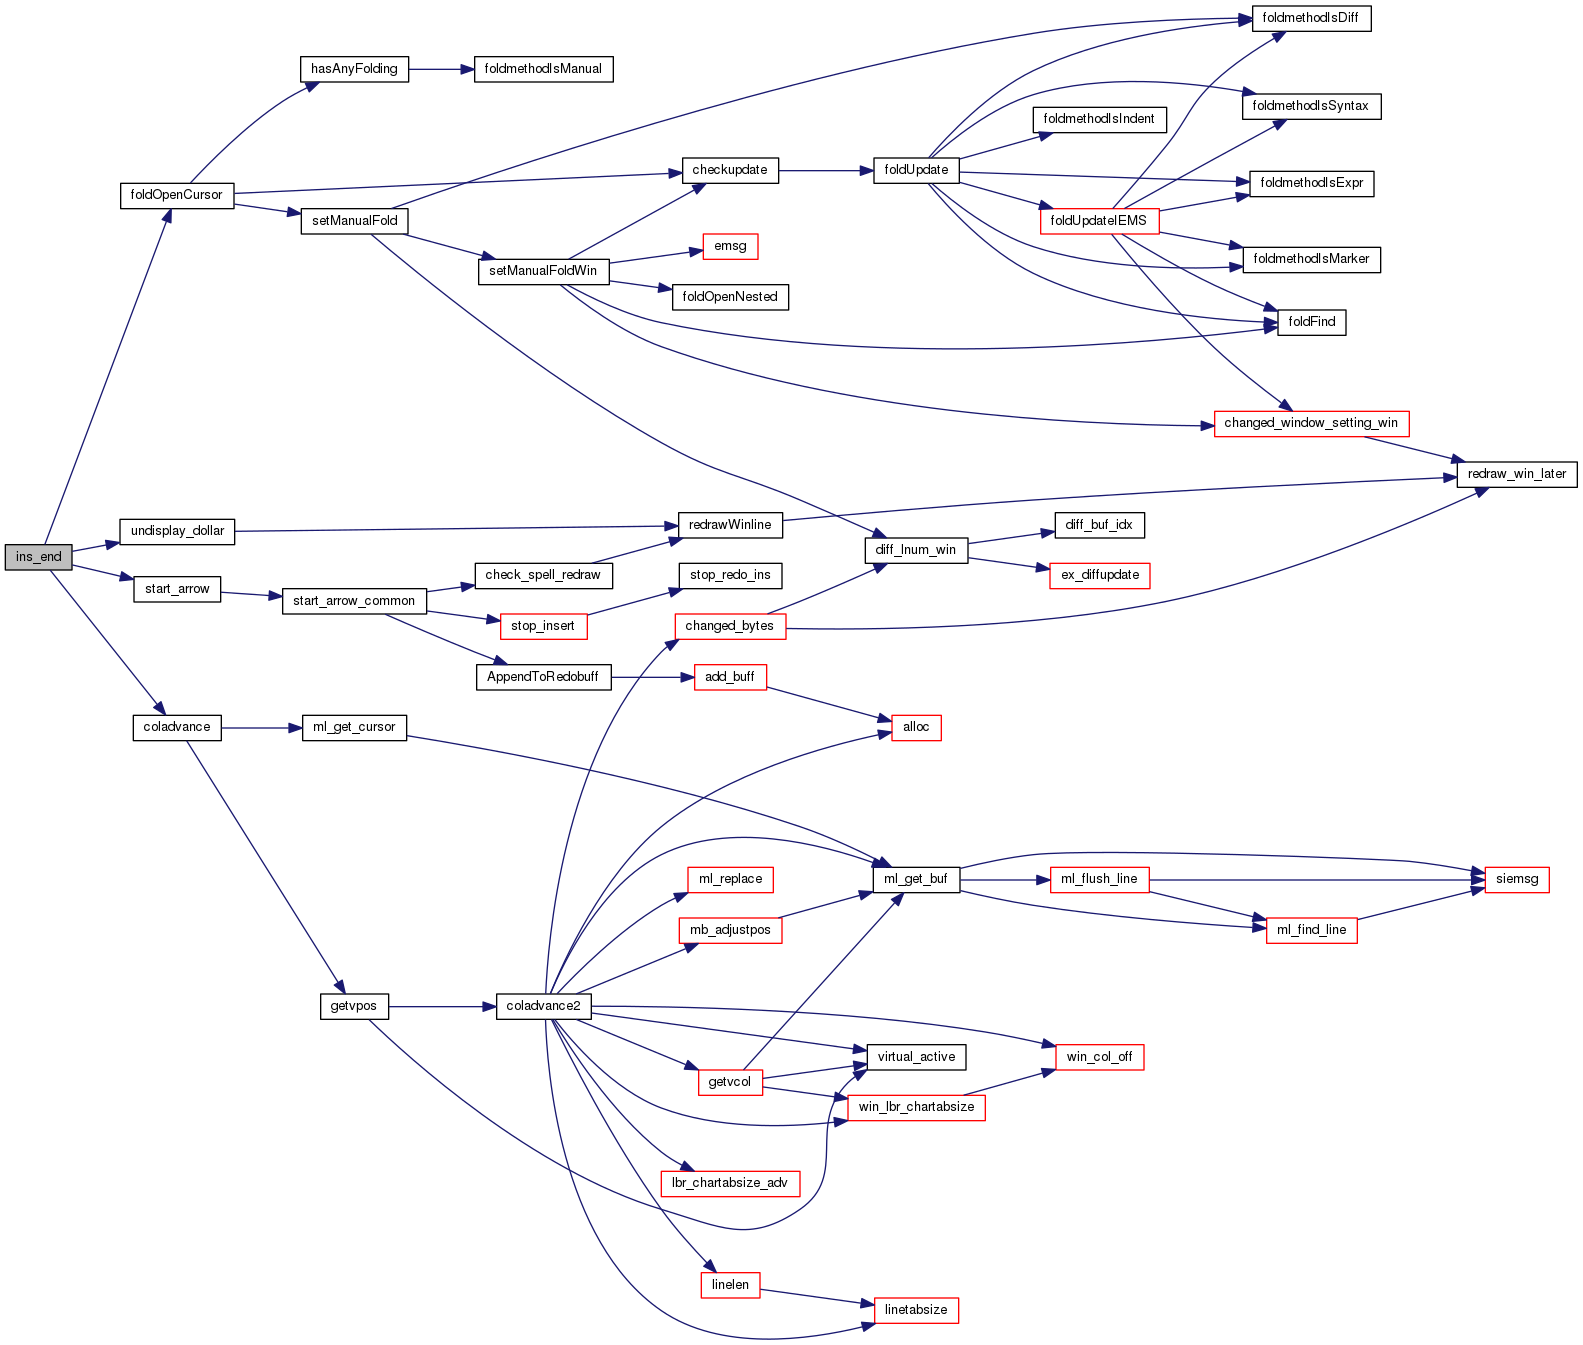 foldmethodIsDiff
hasAnyFolding
foldmethodIsManual
foldmethodIsSyntax
foldmethodIsIndent
checkupdate
foldUpdate
foldmethodIsExpr
foldOpenCursor
setManualFold
foldUpdateIEMS
emsg
foldmethodIsMarker
setManualFoldWin
foldOpenNested
foldFind
changed_window_setting_win
redraw_win_later
undisplay_dollar
redrawWinline
diff_buf_idx
ins_end
diff_lnum_win
start_arrow
check_spell_redraw
stop_redo_ins
ex_diffupdate
start_arrow_common
stop_insert
changed_bytes
AppendToRedobuff
add_buff
coladvance
ml_get_cursor
alloc
ml_replace
ml_get_buf
ml_flush_line
siemsg
mb_adjustpos
ml_find_line
getvpos
coladvance2
virtual_active
win_col_off
getvcol
win_lbr_chartabsize
lbr_chartabsize_adv
linelen
linetabsize